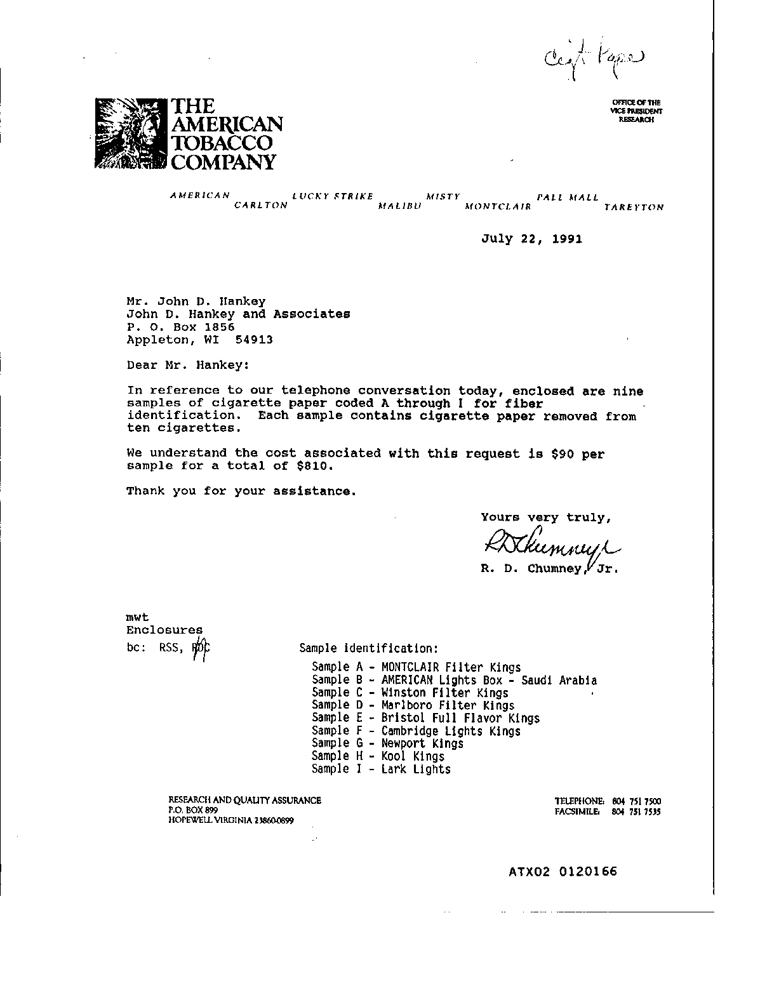 Cigt Paper
OFFICE OF THE
VICE PRESIDENT
RESEARCH
THE
AMERICAN
TOBACCO
COMPANY
AMERICAN LUCKY STRIKE MISTY PALL MALL
CARLTON MALIBU MONTCLAIR TAREYTON
July 22, 1991
Mr. John D. Hankey
John D. Hankey and Associates
P. O. Box 1856
Appleton, WI 54913
Dear Mr. Hankey:
In reference to our telephone conversation today, enclosed are nine
samples of cigarette paper coded A through I for fiber
identification. Each sample contains cigarette paper removed from
ten cigarettes.
We understand the cost associated with this request is $90 per
sample for a total of $810.
Thank you for your assistance.
Yours very truly,
R. D. Chumney, Jr.
mwt
Enclosures
bc: RSS, RDC
Sample identification:
Sample A - MONTCLAIR Filter Kings
Sample B - AMERICAN Lights Box - Saudi Arabia
Sample C - Winston Filter Kings
Sample D - Marlboro Filter Kings
Sample E - Bristol Full Flavor Kings
Sample F - Cambridge Lights Kings
Sample G - Newport Kings
Sample H - Kool Kings
Sample I - Lark Lights
RESEARCH AND QUALITY ASSURANCE
P.O. BOX 899
HOPEWELL VIRGINIA 23860-0899
TELEPHONE: 804 751 7500
FACSIMILE: 804 751 7535
ATX02 0120166